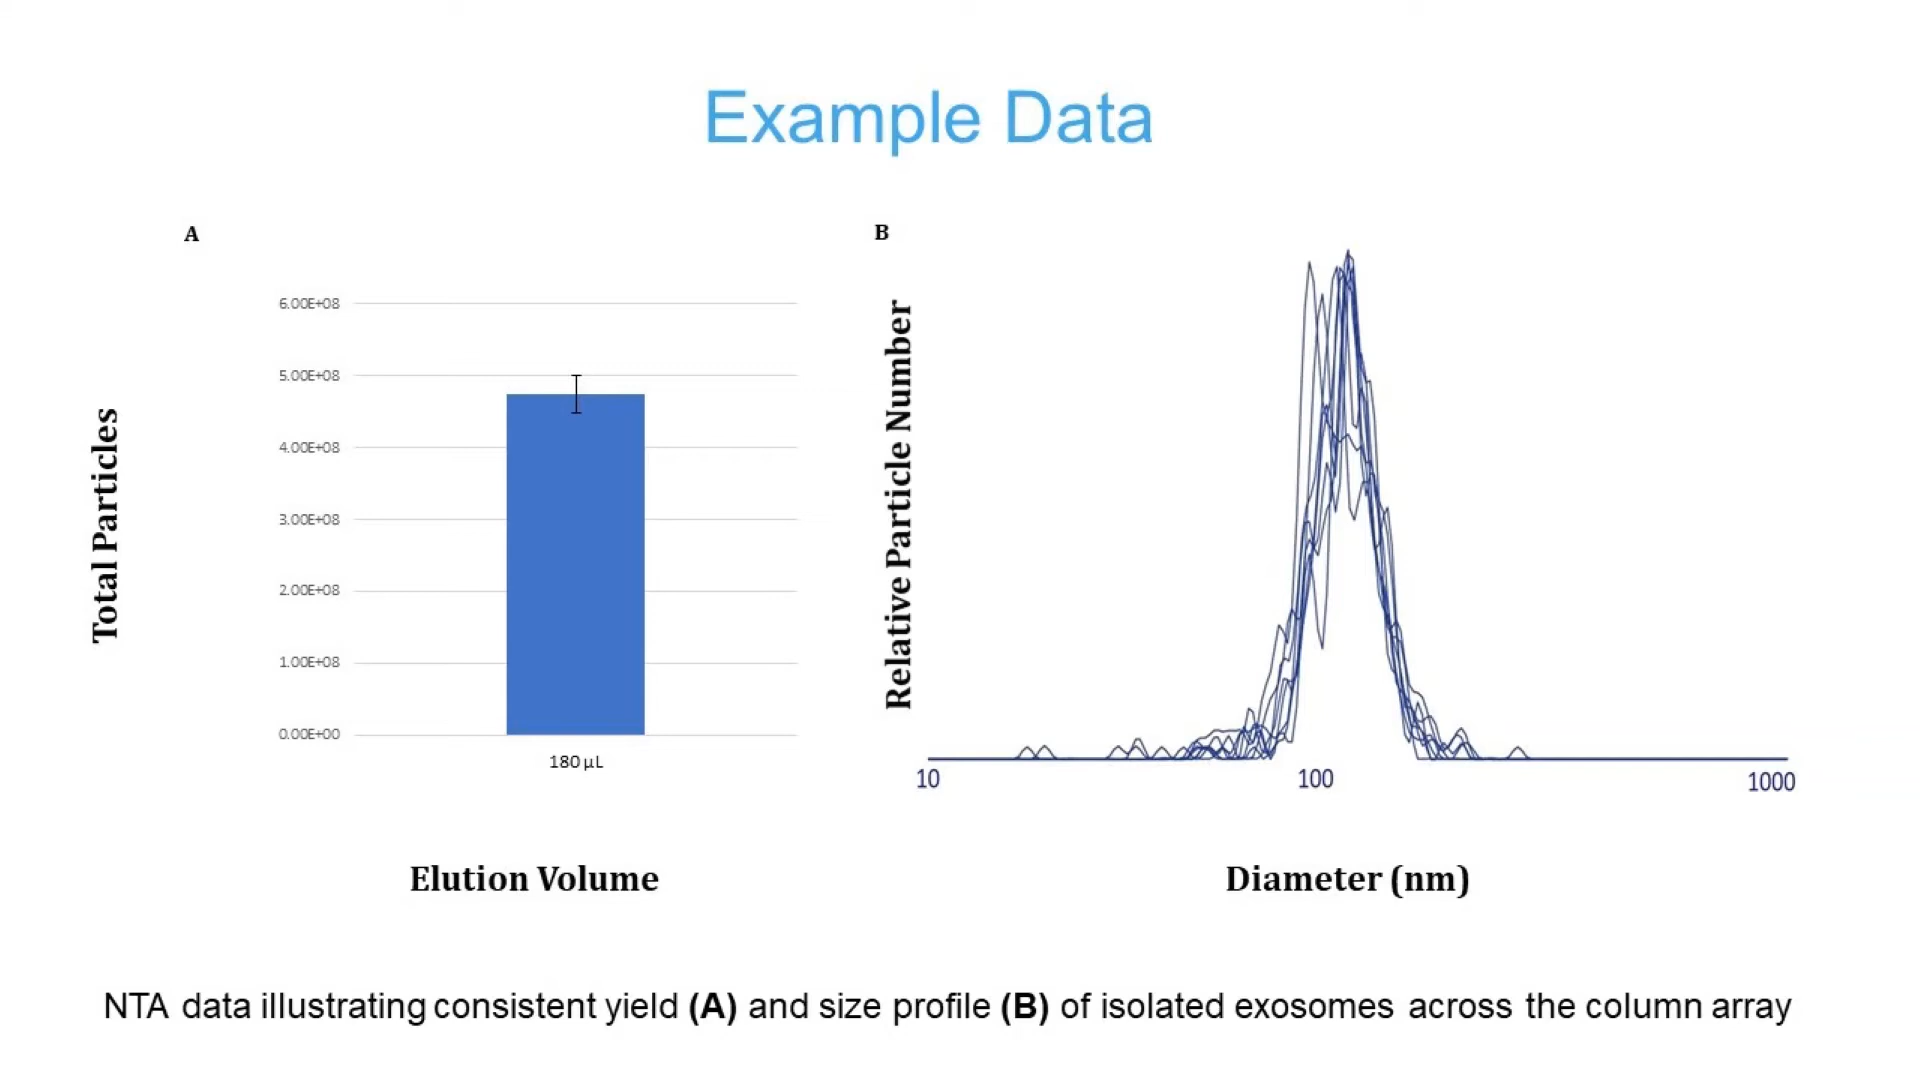 Example Data
A
6.00E+08
5.00E+08
4.00E+08
3.00E+08
2.00E+08
1.00E+08
0.00E+00
180 µL
Total Particles
Elution Volume
B
Relative Particle Number
10
100
1000
Diameter (nm)
NTA data illustrating consistent yield (A) and size profile (B) of isolated exosomes across the column array